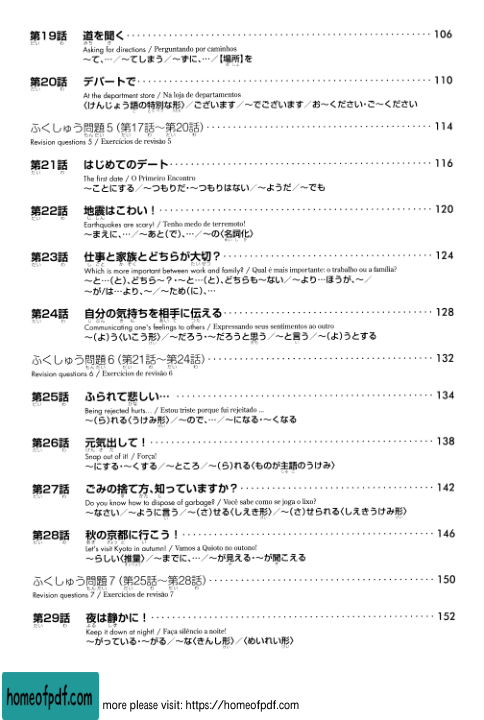 第19話 道を聞く 106
Asking for directions / Perguntando por caminhos
~て、…／~てしまう／~ずに、…／【場所】を
第20話 デパートで 110
At the department store / Na loja de departamentos
〈けんじょう語の特別な形〉／ございます／~でございます／お~ください・ご~ください
ふくしゅう問題5（第17話~第20話） 114
Revision questions 5 / Exercícios de revisão 5
第21話 はじめてのデート 116
The first date / O Primeiro Encontro
~ことにする／~つもりだ・~つもりはない／~ようだ／~でも
第22話 地震はこわい！ 120
Earthquakes are scary! / Tenho medo de terremoto!
~まえに、…／~あと（で）、…／~の〈名詞化〉
第23話 仕事と家族とどちらが大切？ 124
Which is more important between work and family? / Qual é mais importante: o trabalho ou a família?
~と…（と）、どちら~？・~と…（と）、どちらも~ない／~より…ほうが、~／
~が/は…より、~／~ため（に）、…
第24話 自分の気持ちを相手に伝える 128
Communicating one's feelings to others / Expressando seus sentimentos ao outro
~（よ）う〈いこう形〉／~だろう・~だろうと思う／~と言う／~（よ）うとする
ふくしゅう問題6（第21話~第24話） 132
Revision questions 6 / Exercícios de revisão 6
第25話 ふられて悲しい… 134
Being rejected hurts... / Estou triste porque fui rejeitado ...
~（ら）れる〈うけみ形〉／~ので、…／~になる・~くなる
第26話 元気出して！ 138
Snap out of it! / Força!
~にする・~くする／~ところ／~（ら）れる〈ものが主語のうけみ〉
第27話 ごみの捨て方、知っていますか？ 142
Do you know how to dispose of garbage? / Você sabe como se joga o lixo?
~なさい／~ように言う／~（さ）せる〈しえき形〉／~（さ）せられる〈しえきうけみ形〉
第28話 秋の京都に行こう！ 146
Let's visit Kyoto in autumn! / Vamos a Quioto no outono!
~らしい〈推量〉／~までに、…／~が見える・~が聞こえる
ふくしゅう問題7（第25話~第28話） 150
Revision questions 7 / Exercícios de revisão 7
第29話 夜は静かに！ 152
Keep it down at night! / Faça silêncio a noite!
~がっている・~がる／~な〈きんし形〉／〈めいれい形〉
homeofpdf.com more please visit: https://homeofpdf.com